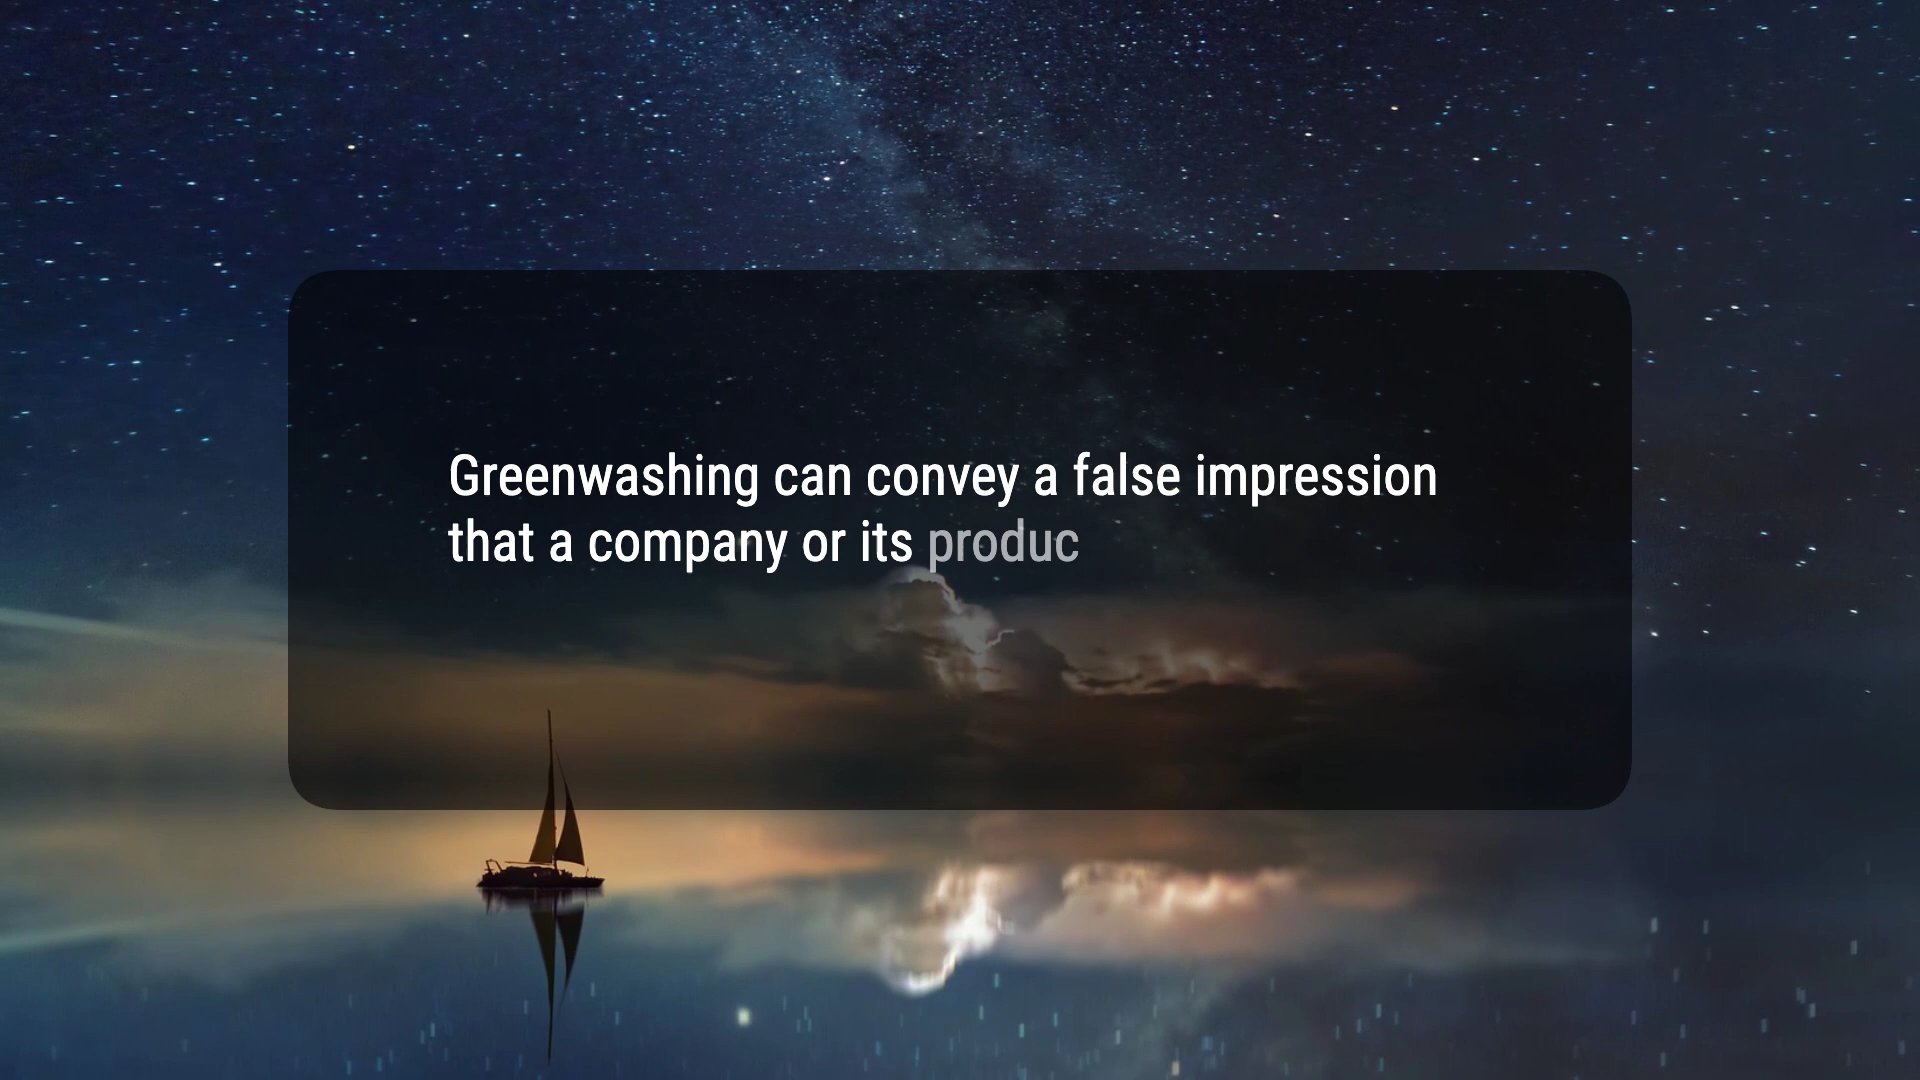 Greenwashing can convey a false impression
that a company or its produc